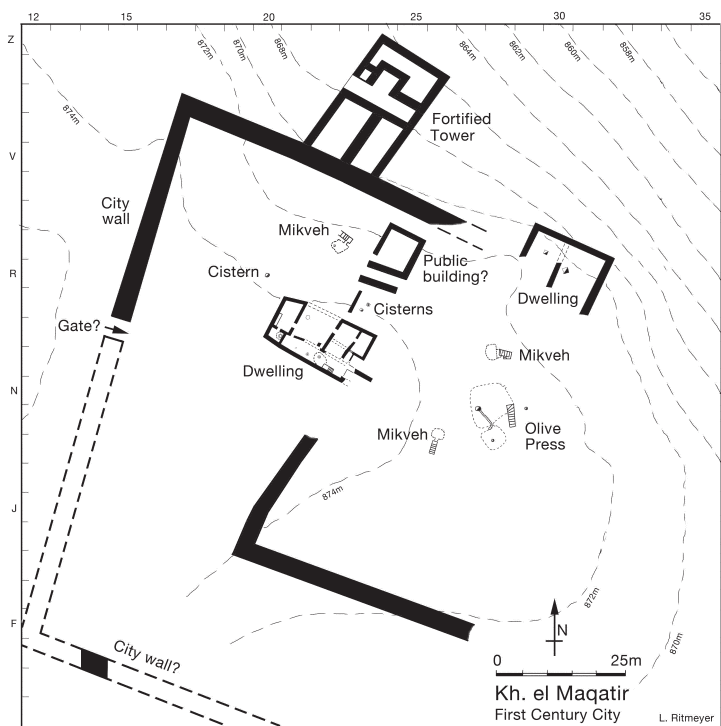 12 15 20 25 30 35
Z
872m 870m 868m 864m 862m 860m 858m
874m
Fortified
Tower
V
City
wall
Mikveh
Public
building?
R
Cistern
Dwelling
Cisterns
Gate?
Mikveh
Dwelling
N
Olive
Press
Mikveh
874m
J
872m
F
N
870m
City wall?
0 25m
Kh. el Maqatir
First Century City
L. Ritmeyer